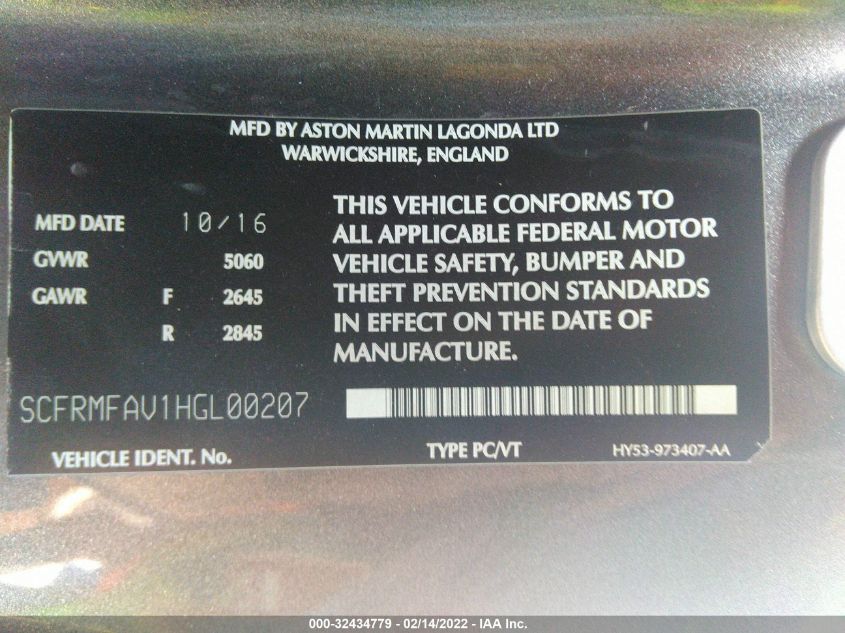 MFD BY ASTON MARTIN LAGONDA LTD
WARWICKSHIRE, ENGLAND
MFD DATE 10/16
GVWR 5060
GAWR F 2645
R 2845
THIS VEHICLE CONFORMS TO
ALL APPLICABLE FEDERAL MOTOR
VEHICLE SAFETY, BUMPER AND
THEFT PREVENTION STANDARDS
IN EFFECT ON THE DATE OF
MANUFACTURE.
SCFRMFAV1HGL00207
VEHICLE IDENT. No.
TYPE PC/VT
HY53-973407-AA
000-32434779 - 02/14/2022 - IAA Inc.